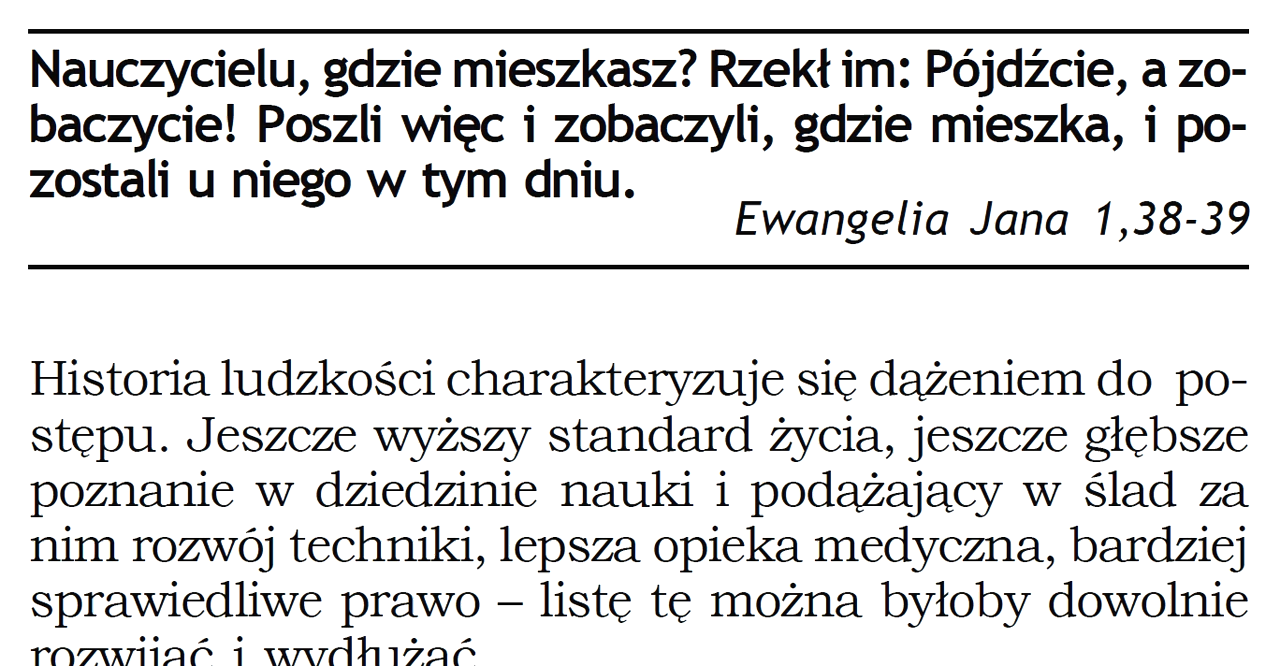 Nauczycielu, gdzie mieszkasz? Rzekł im: Pójdźcie, a zo-
baczycie! Poszli więc i zobaczyli, gdzie mieszka, i po-
zostali u niego w tym dniu.
Ewangelia Jana 1,38-39
Historia ludzkości charakteryzuje się dążeniem do po-
stępu. Jeszcze wyższy standard życia, jeszcze głębsze
poznanie w dziedzinie nauki i podążający w ślad za
nim rozwój techniki, lepsza opieka medyczna, bardziej
sprawiedliwe prawo – listę tę można byłoby dowolnie
rozwijać i wydłużać